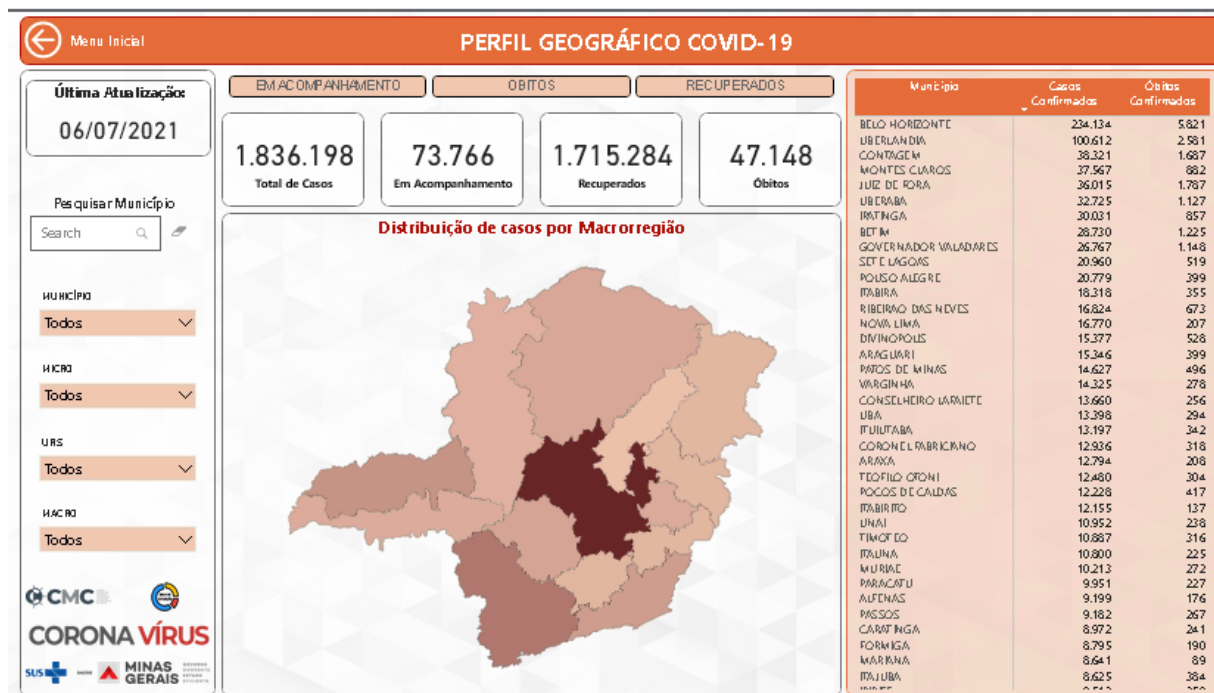 Menu Inicial
PERFIL GEOGRÁFICO COVID-19
Última Atualização:
06/07/2021
Pesquisar Município
Search
MUNICÍPIO
Todos
MICRO
Todos
URS
Todos
MACRO
Todos
CMC
CORONA VÍRUS
SUS
MINAS GERAIS
EM ACOMPANHAMENTO
OBITOS
RECUPERADOS
1.836.198
Total de Casos
73.766
Em Acompanhamento
1.715.284
Recuperados
47.148
Óbitos
Distribuição de casos por Macrorregião
Município Casos Confirmados Óbitos Confirmados
BELO HORIZONTE 234.134 5.821
UBERLANDIA 100.612 2.581
CONTAGEM 38.321 1.687
MONTES CLAROS 37.567 882
JUIZ DE FORA 36.015 1.787
UBERABA 32.725 1.127
IPATINGA 30.031 857
BETIM 28.730 1.225
GOVERNADOR VALADARES 26.767 1.148
SETE LAGOAS 20.960 519
POUSO ALEGRE 20.779 399
ITABIRA 18.318 355
RIBEIRAO DAS NEVES 16.824 673
NOVA LIMA 16.770 207
DIVINOPOLIS 15.377 528
ARAGUARI 15.346 399
PATOS DE MINAS 14.627 496
VARGINHA 14.325 278
CONSELHEIRO LAFAIETE 13.660 256
UBA 13.398 294
ITUIUTABA 13.197 342
CORONEL FABRICIANO 12.936 318
ARAXA 12.794 208
TEOFILO OTONI 12.480 304
POCOS DE CALDAS 12.228 417
ITABIRITO 12.155 137
UNAI 10.952 238
TIMOTEO 10.887 316
ITAUNA 10.800 225
MURIAE 10.213 272
PARACATU 9.951 227
ALFENAS 9.199 176
PASSOS 9.182 267
CARATINGA 8.972 241
FORMIGA 8.795 190
MARIANA 8.641 89
ITAJUBA 8.625 384